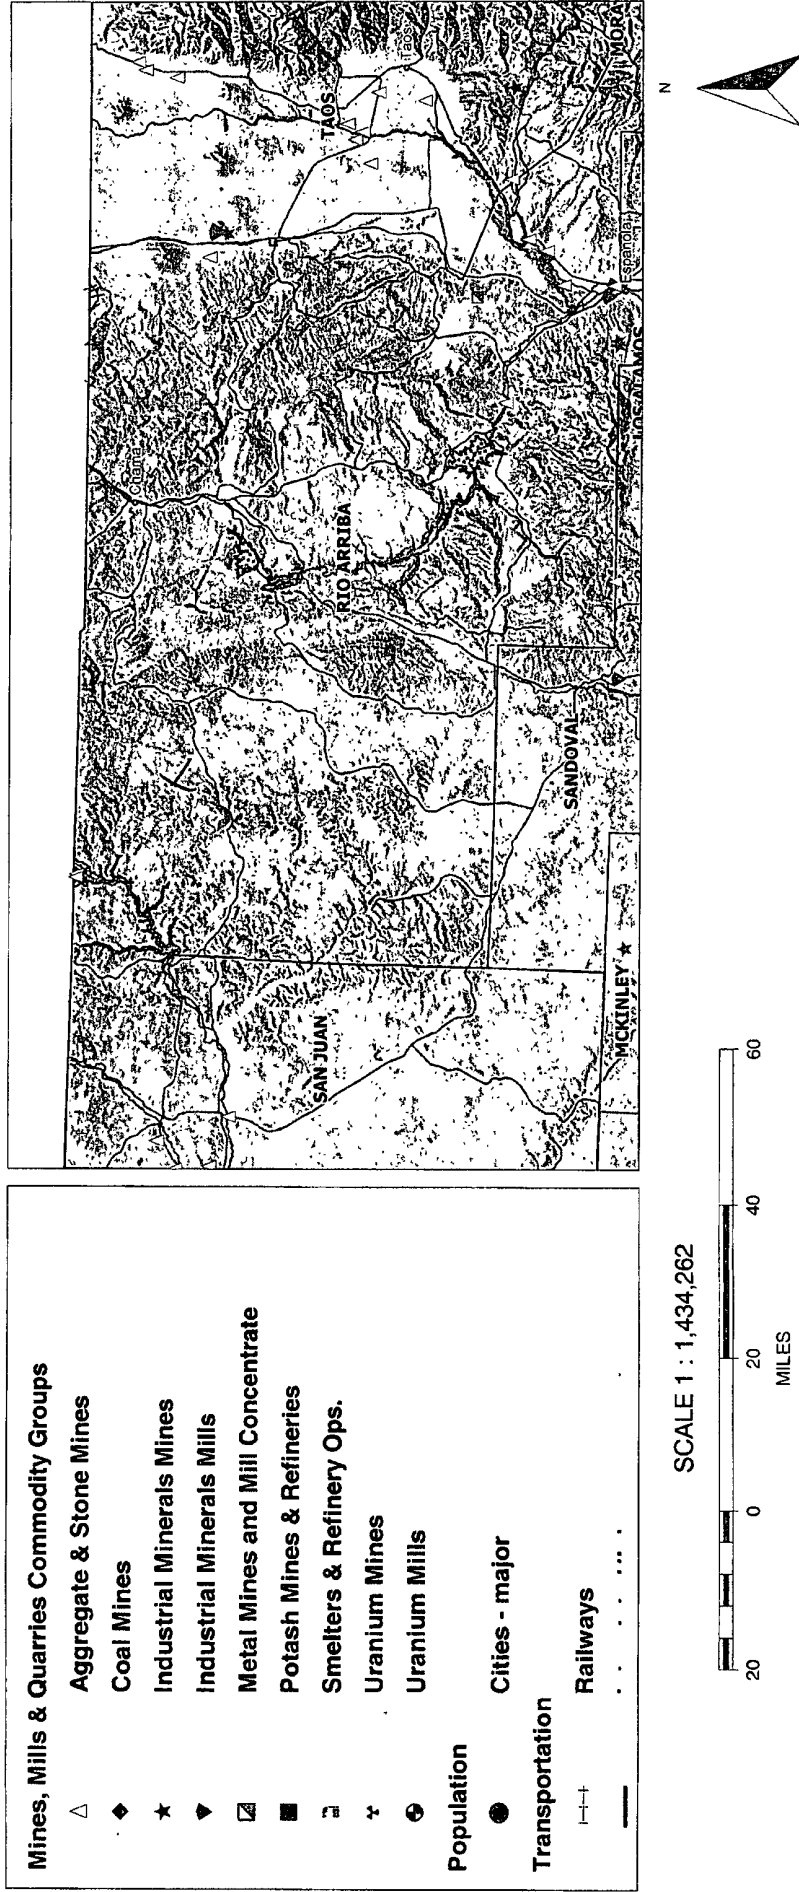 Mines, Mills & Quarries Commodity Groups
Aggregate & Stone Mines
Coal Mines
Industrial Minerals Mines
Industrial Minerals Mills
Metal Mines and Mill Concentrate
Potash Mines & Refineries
Smelters & Refinery Ops.
Uranium Mines
Uranium Mills
Population
Cities - major
Transportation
Railways
SAN JUAN
MCKINLEY
SANDOVAL
RIO ARRIBA
Chama
LOS ALAMOS
Espanola
TAOS
Taos
MORA
SCALE 1 : 1,434,262
20 0 20 40 60
MILES
N